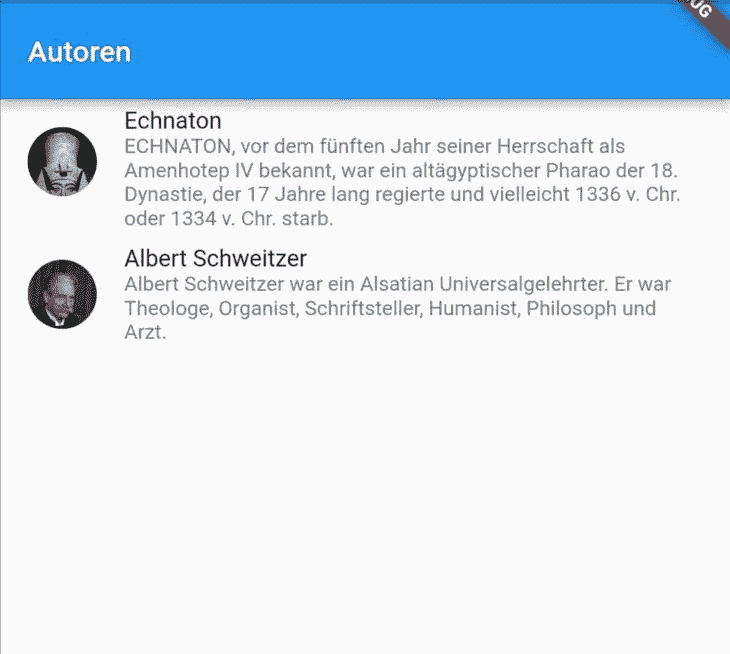 Autoren
Echnaton
ECHNATON, vor dem fünften Jahr seiner Herrschaft als
Amenhotep IV bekannt, war ein altägyptischer Pharao der 18.
Dynastie, der 17 Jahre lang regierte und vielleicht 1336 v. Chr.
oder 1334 v. Chr. starb.
Albert Schweitzer
Albert Schweitzer war ein Alsatian Universalgelehrter. Er war
Theologe, Organist, Schriftsteller, Humanist, Philosoph und
Arzt.